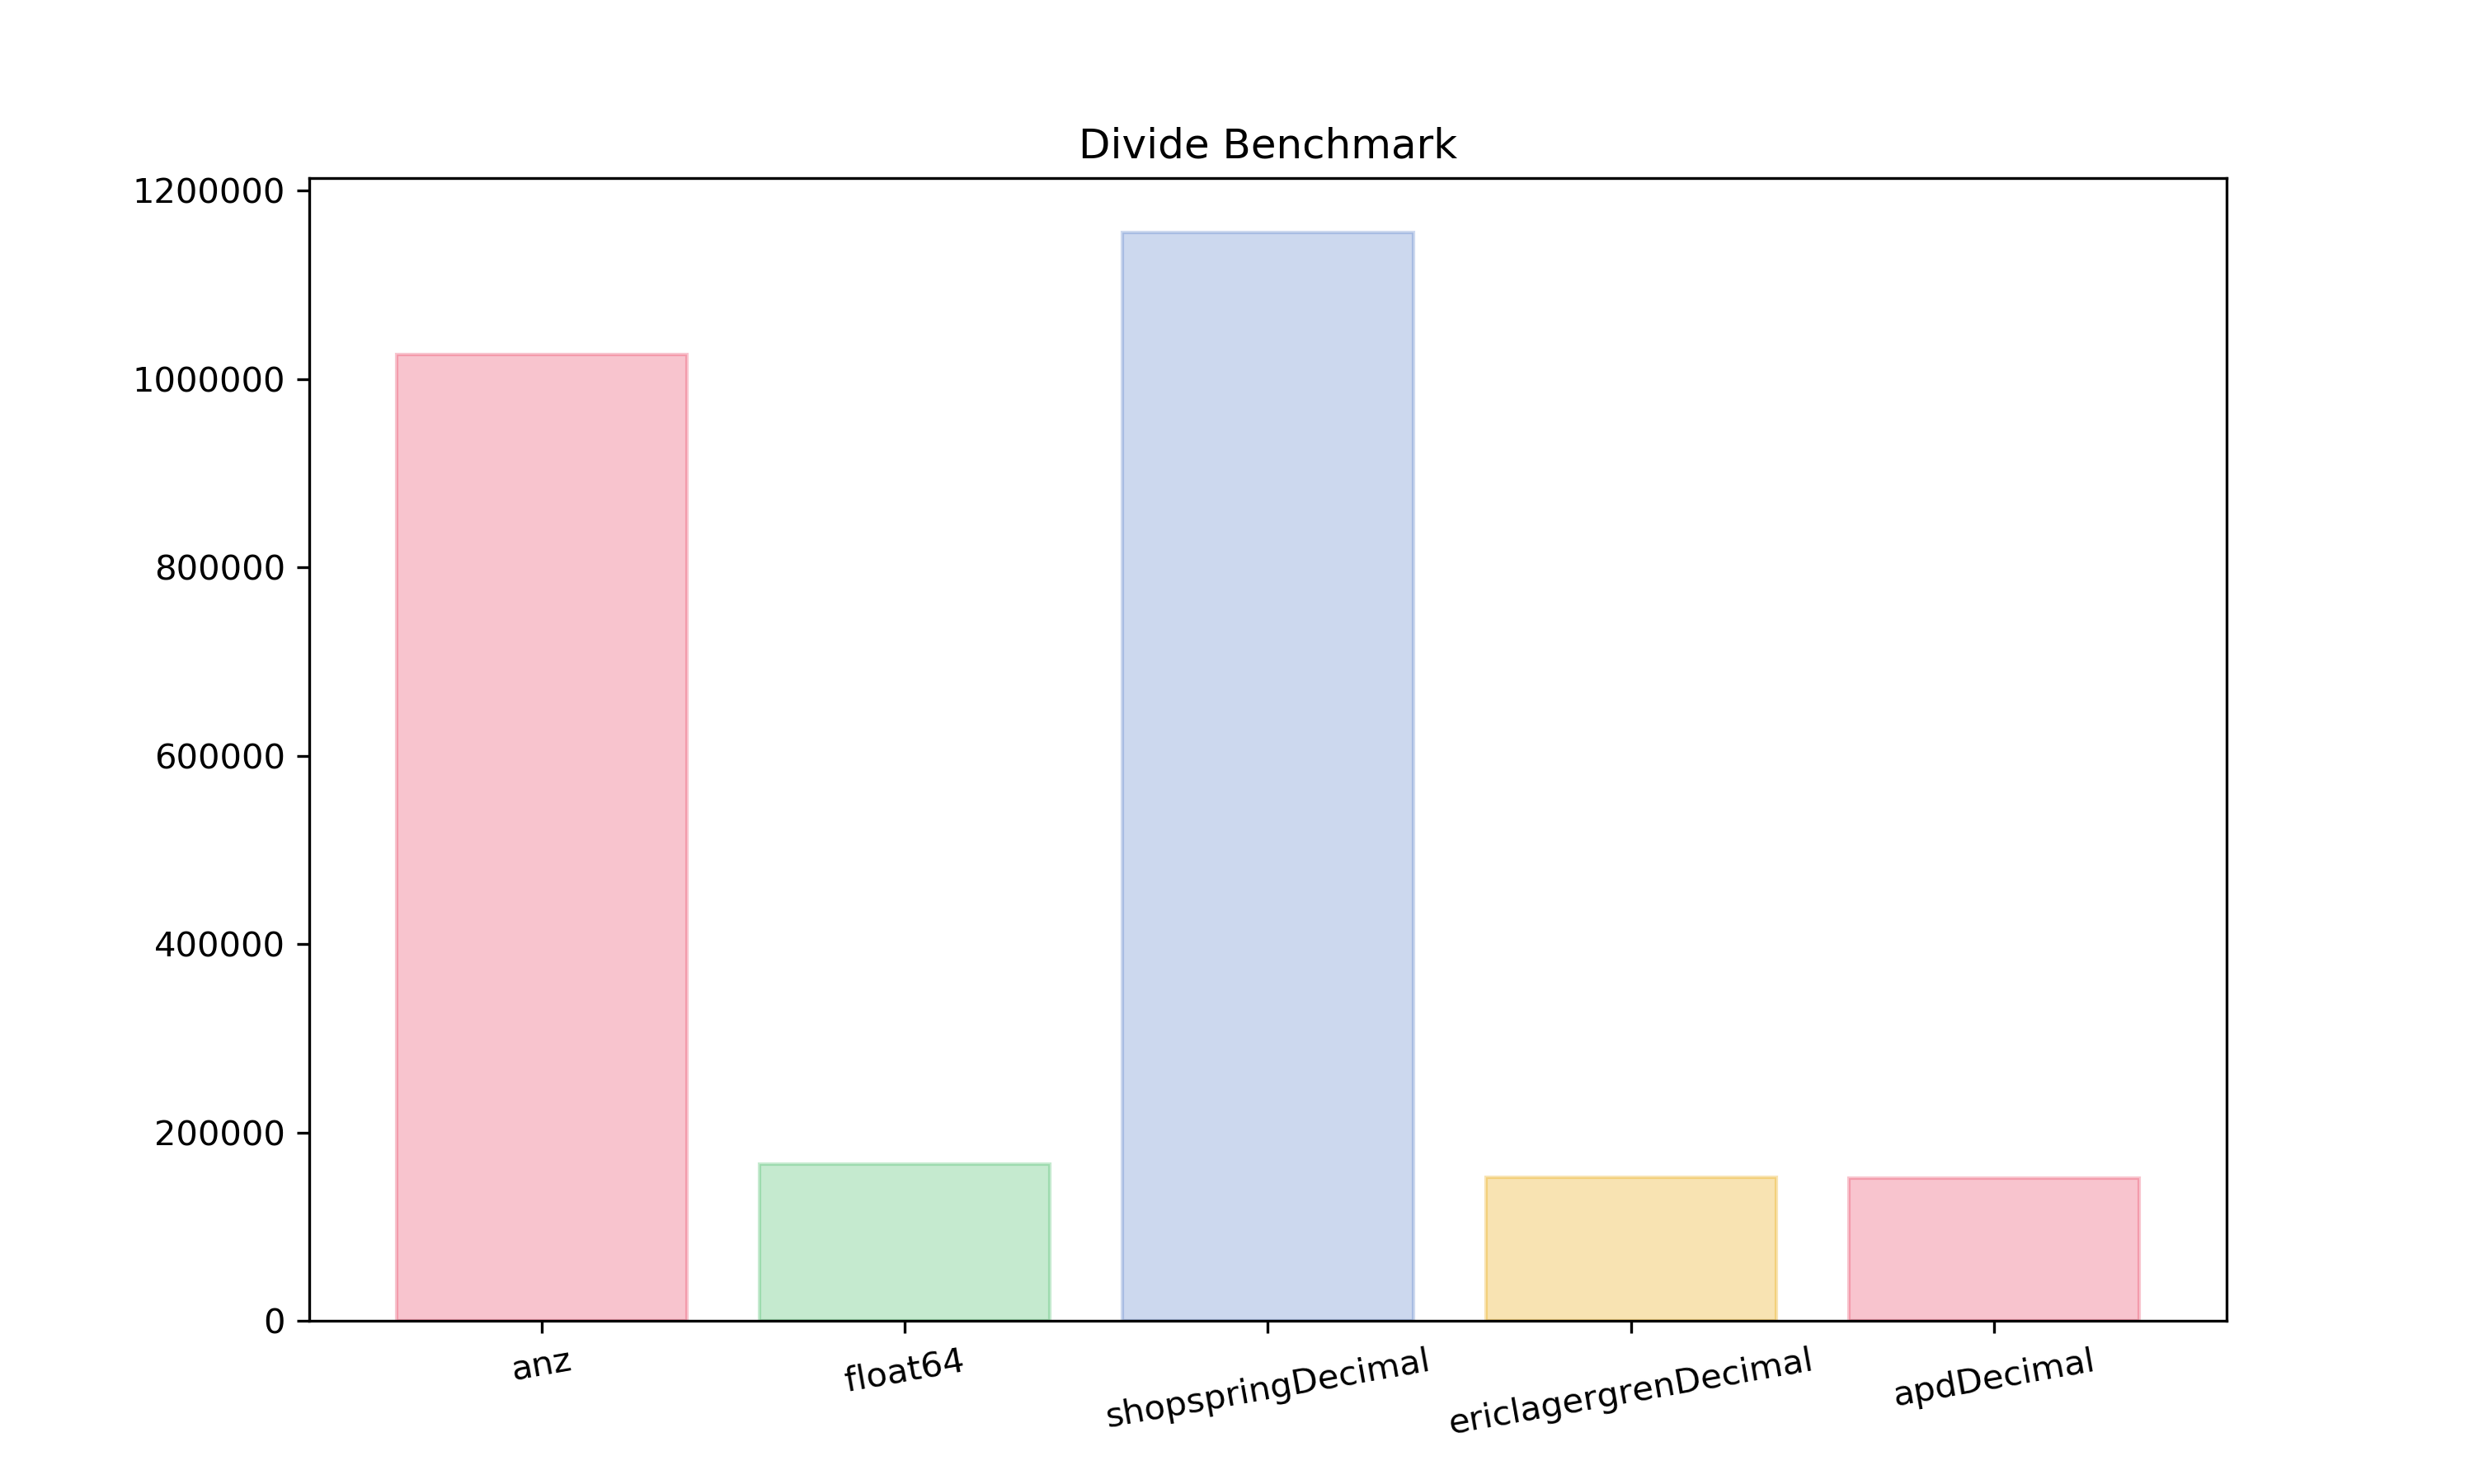 Divide Benchmark
1200000
1000000
800000
600000
400000
200000
0
anz
float64
shopspringDecimal
ericlagergrenDecimal
apdDecimal